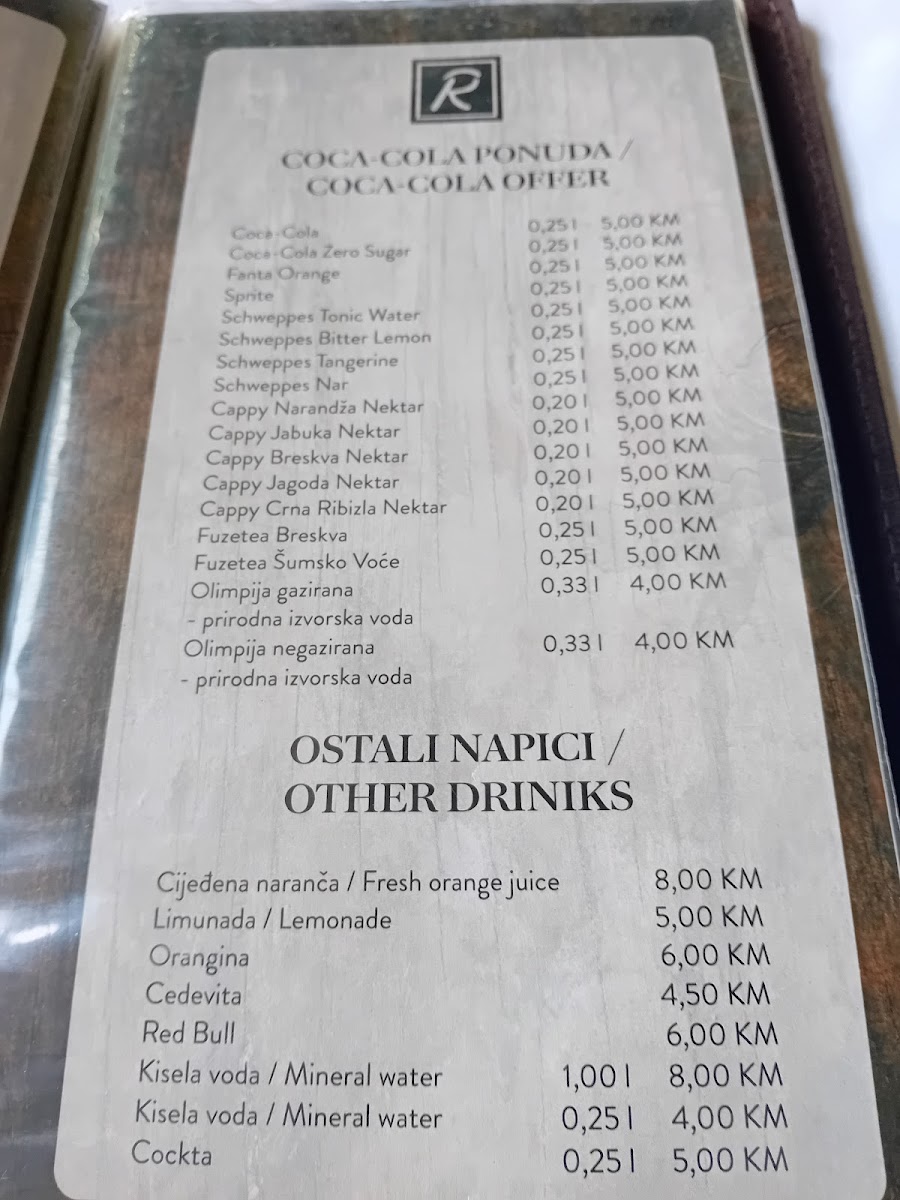 R
COCA-COLA PONUDA /
COCA-COLA OFFER
Coca-Cola 0,25 l 5,00 KM
Coca-Cola Zero Sugar 0,25 l 5,00 KM
Fanta Orange 0,25 l 5,00 KM
Sprite 0,25 l 5,00 KM
Schweppes Tonic Water 0,25 l 5,00 KM
Schweppes Bitter Lemon 0,25 l 5,00 KM
Schweppes Tangerine 0,25 l 5,00 KM
Schweppes Nar 0,25 l 5,00 KM
Cappy Narandža Nektar 0,20 l 5,00 KM
Cappy Jabuka Nektar 0,20 l 5,00 KM
Cappy Breskva Nektar 0,20 l 5,00 KM
Cappy Jagoda Nektar 0,20 l 5,00 KM
Cappy Crna Ribizla Nektar 0,20 l 5,00 KM
Fuzetea Breskva 0,25 l 5,00 KM
Fuzetea Šumsko Voće 0,25 l 5,00 KM
Olimpija gazirana 0,33 l 4,00 KM
- prirodna izvorska voda
Olimpija negazirana 0,33 l 4,00 KM
- prirodna izvorska voda
OSTALI NAPICI /
OTHER DRINIKS
Cijeđena naranča / Fresh orange juice 8,00 KM
Limunada / Lemonade 5,00 KM
Orangina 6,00 KM
Cedevita 4,50 KM
Red Bull 6,00 KM
Kisela voda / Mineral water 1,00 l 8,00 KM
Kisela voda / Mineral water 0,25 l 4,00 KM
Cockta 0,25 l 5,00 KM